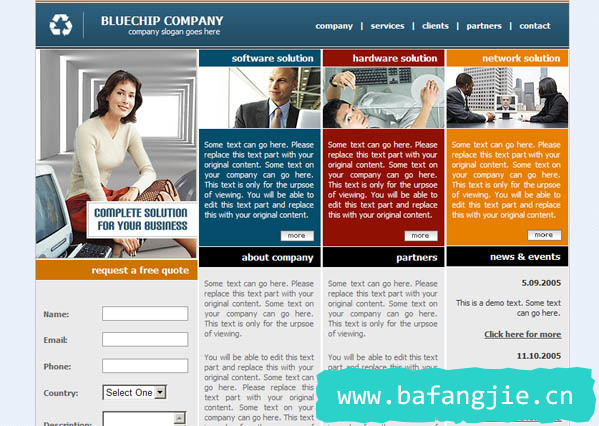 BLUECHIP COMPANY
company slogan goes here
company | services | clients | partners | contact
COMPLETE SOLUTION
FOR YOUR BUSINESS
request a free quote
Name:
Email:
Phone:
Country:
Select One
Description:
software solution
Some text can go here. Please
replace this text part with your
original content. Some text on
your company can go here.
This text is only for the urpsoe
of viewing. You will be able to
edit this text part and replace
this with your original content.
more
hardware solution
Some text can go here. Please
replace this text part with your
original content. Some text on
your company can go here.
This text is only for the urpsoe
of viewing. You will be able to
edit this text part and replace
this with your original content.
more
network solution
Some text can go here. Please
replace this text part with your
original content. Some text on
your company can go here.
This text is only for the urpsoe
of viewing. You will be able to
edit this text part and replace
this with your original content.
more
about company
Some text can go here. Please
replace this text part with your
original content. Some text on
your company can go here.
This text is only for the urpsoe
of viewing.
You will be able to edit this text
part and replace this with your
original content. Some text can
go here. Please replace this
text part with your original
content. Some text on your
partners
Some text can go here. Please
replace this text part with your
original content. Some text on
your company can go here.
This text is only for the urpsoe
of viewing.
You will be able to edit this text
news & events
5.09.2005
This is a demo text. Some text
can go here.
Click here for more
11.10.2005
www.bafangjie.cn